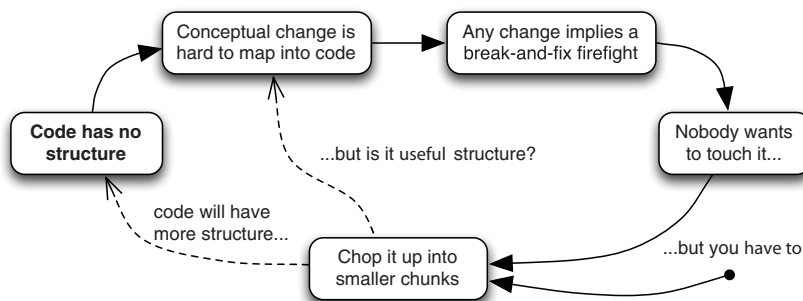 Conceptual change is
hard to map into code
Any change implies a
break-and-fix firefight
Code has no
structure
...but is it useful structure?
Nobody wants
to touch it...
code will have
more structure...
Chop it up into
smaller chunks
...but you have to